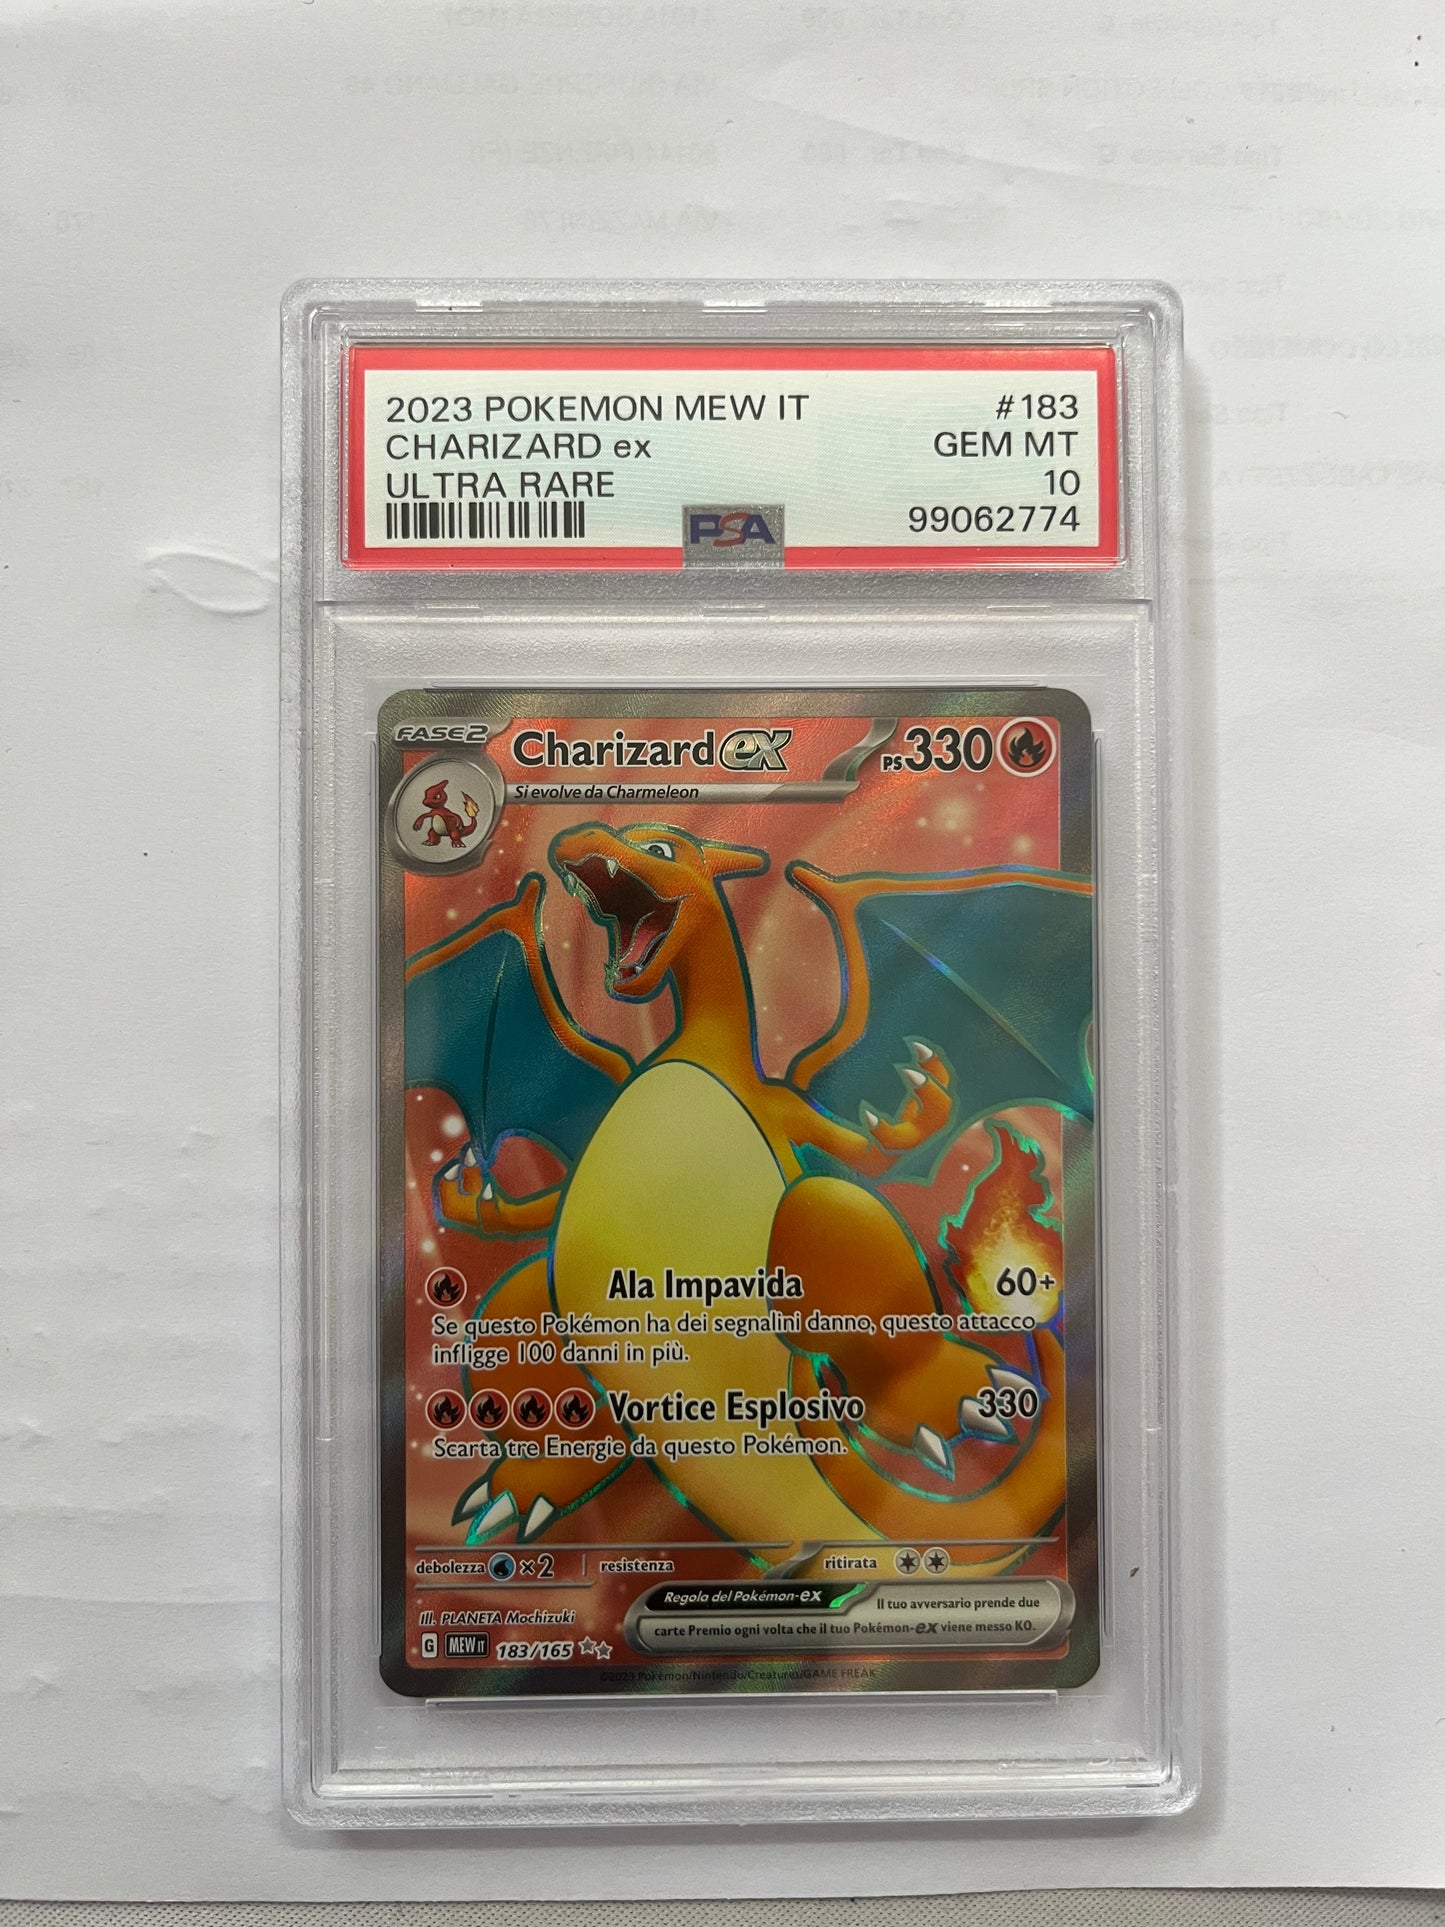 2023 POKEMON MEW IT #183
CHARIZARD ex GEM MT
ULTRA RARE 10
PSA 99062774
FASE 2 Charizard ex PS 330
Si evolve da Charmeleon
Ala Impavida 60+
Se questo Pokémon ha dei segnalini danno, questo attacco
infligge 100 danni in più.
Vortice Esplosivo 330
Scarta tre Energie da questo Pokémon.
debolezza ×2 resistenza ritirata
Regola del Pokémon-ex Il tuo avversario prende due
carte Premio ogni volta che il tuo Pokémon-ex viene messo KO.
Ill. PLANETA Mochizuki
G MEW IT 183/165
©2023 Pokémon/Nintendo/Creatures/GAME FREAK